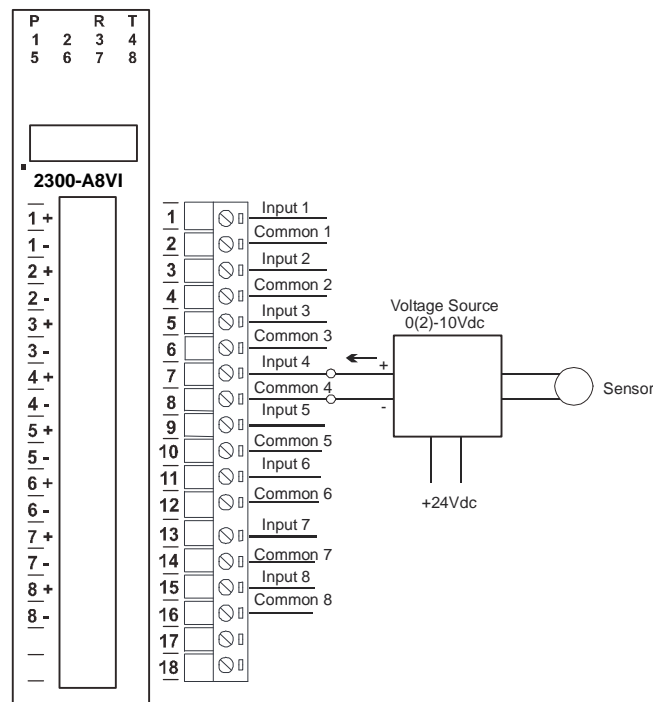 P R T
1 2 3 4
5 6 7 8
2300-A8VI
1 +
1 -
2 +
2 -
3 +
3 -
4 +
4 -
5 +
5 -
6 +
6 -
7 +
7 -
8 +
8 -
1 Input 1
2 Common 1
3 Input 2
4 Common 2
5 Input 3
6 Common 3
7 Input 4
8 Common 4
9 Input 5
10 Common 5
11 Input 6
12 Common 6
13 Input 7
14 Common 7
15 Input 8
16 Common 8
17
18
Voltage Source
0(2)-10Vdc
+
-
+24Vdc
Sensor